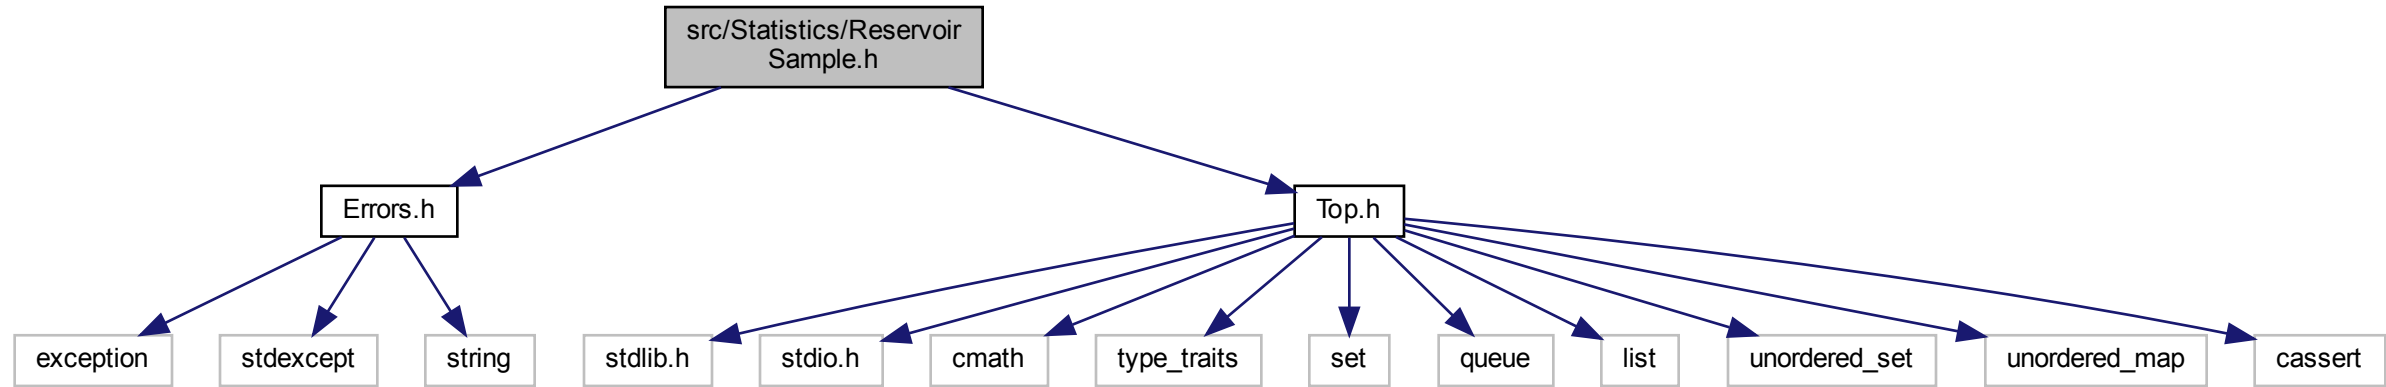 src/Statistics/Reservoir
Sample.h
Errors.h
Top.h
exception
stdexcept
string
stdlib.h
stdio.h
cmath
type_traits
set
queue
list
unordered_set
unordered_map
cassert